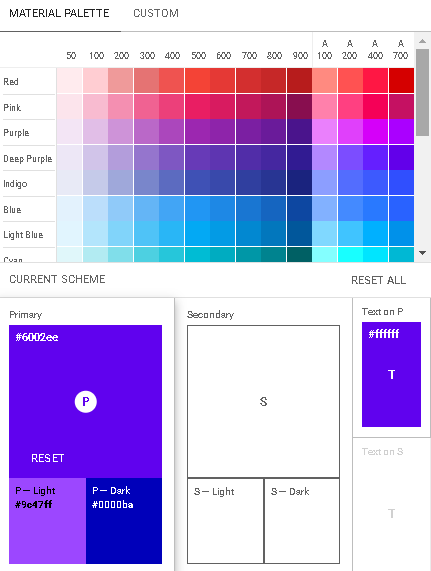 MATERIAL PALETTE CUSTOM
50 100 200 300 400 500 600 700 800 900 A 100 A 200 A 400 A 700
Red
Pink
Purple
Deep Purple
Indigo
Blue
Light Blue
Cyan
CURRENT SCHEME RESET ALL
Primary Secondary Text on P
#6002ee #ffffff
P S T
RESET
Text on S
P — Light P — Dark S — Light S — Dark
#9c47ff #0000ba
T